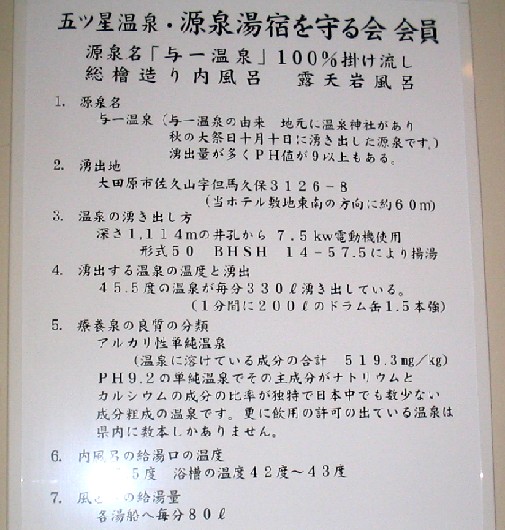 五ツ星温泉・源泉湯宿を守る会 会員
源泉名「与一温泉」100%掛け流し
総檜造り内風呂 露天岩風呂
1. 源泉名
与一温泉(与一温泉の由来 地元に温泉神社があり
秋の大祭日十月十日に湧き出した源泉です。)
湧出量が多くPH値が9以上もある。
2. 湧出地
大田原市佐久山字但馬久保3126-8
(当ホテル敷地東南の方向に約60m)
3. 温泉の湧き出し方
深さ1,114mの井孔から 7.5kw電動機使用
形式50 BHSH 14-57.5により揚湯
4. 湧出する温泉の温度と湧出
45.5度の温泉が毎分330ℓ湧き出している。
(1分間に200ℓのドラム缶1.5本強)
5. 療養泉の良質の分類
アルカリ性単純温泉
(温泉に溶けている成分の合計 519.3mg/kg)
PH9.2の単純温泉でその主成分がナトリウムと
カルシウムの成分の比率が独特で日本中でも数少ない
成分粧成の温泉です。更に飲用の許可の出ている温泉は
県内に数本しかありません。
6. 内風呂の給湯口の温度
5度 浴槽の温度42度～43度
7. 風 の給湯量
各湯船へ毎分80ℓ